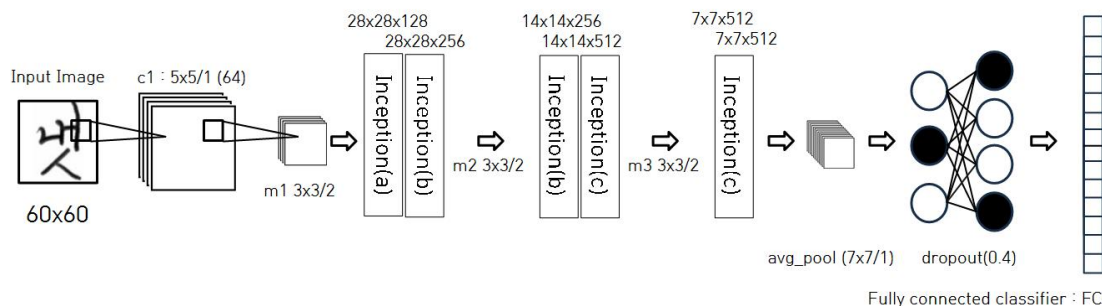 28x28x128
28x28x256
14x14x256
14x14x512
7x7x512
7x7x512
Input Image
c1 : 5x5/1 (64)
Inception(a)
Inception(b)
Inception(b)
Inception(c)
Inception(c)
m1 3x3/2
m2 3x3/2
m3 3x3/2
60x60
avg_pool (7x7/1)
dropout(0.4)
Fully connected classifier : FC